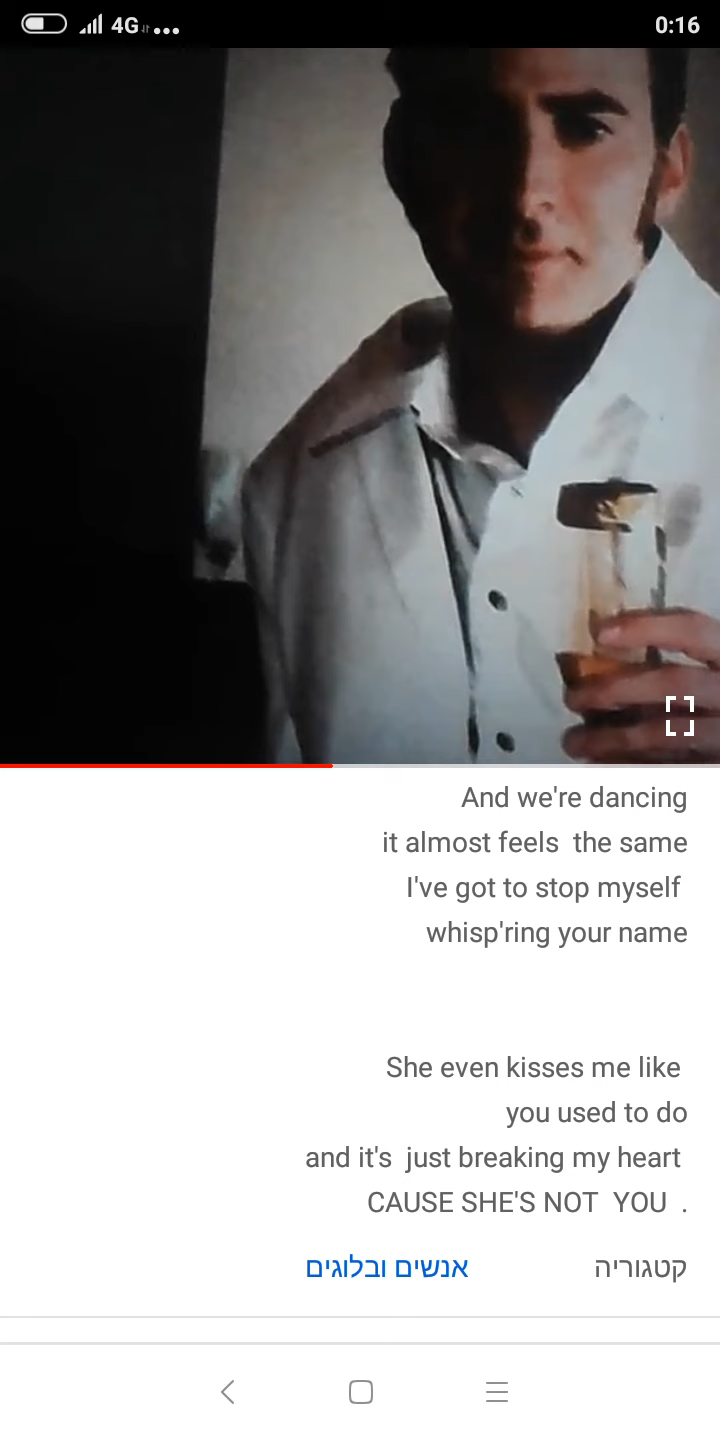 4G 0:16
And we're dancing
it almost feels the same
I've got to stop myself
whisp'ring your name
She even kisses me like
you used to do
and it's just breaking my heart
CAUSE SHE'S NOT YOU .
קטגוריה אנשים ובלוגים